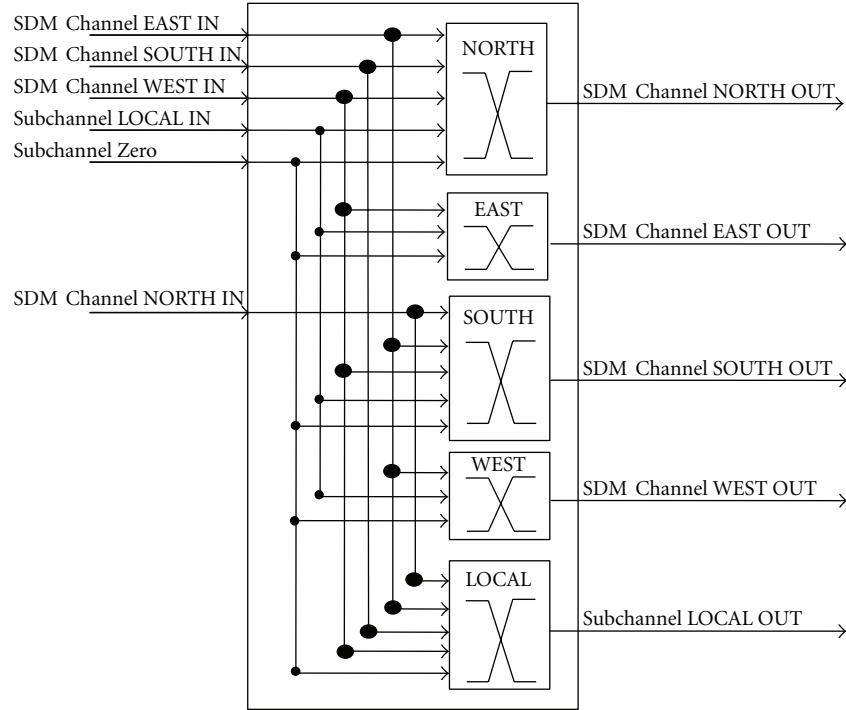 SDM Channel EAST IN
SDM Channel SOUTH IN
SDM Channel WEST IN
Subchannel LOCAL IN
Subchannel Zero
NORTH
SDM Channel NORTH OUT
EAST
SDM Channel EAST OUT
SDM Channel NORTH IN
SOUTH
SDM Channel SOUTH OUT
WEST
SDM Channel WEST OUT
LOCAL
Subchannel LOCAL OUT